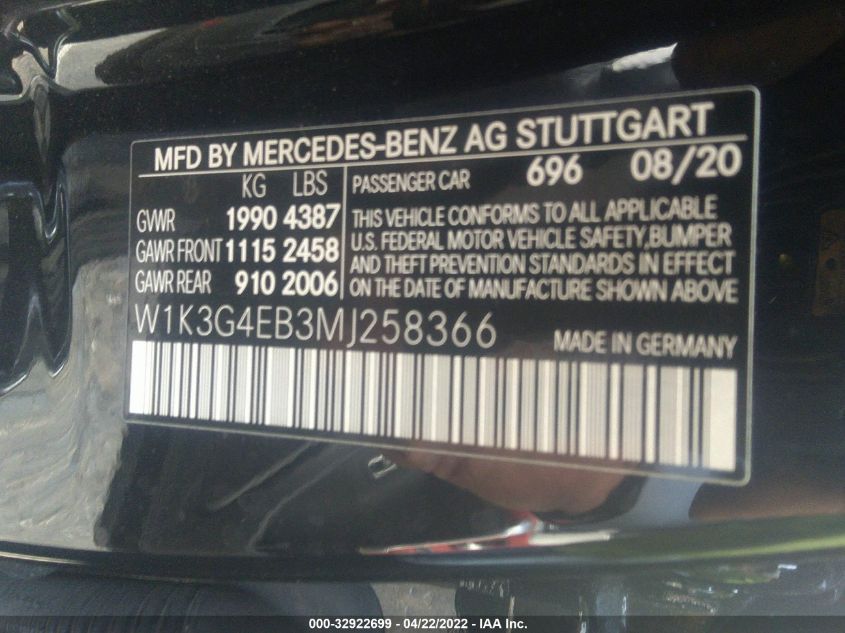 MFD BY MERCEDES-BENZ AG STUTTGART
KG LBS
GVWR 1990 4387
GAWR FRONT 1115 2458
GAWR REAR 910 2006
PASSENGER CAR 696 08/20
THIS VEHICLE CONFORMS TO ALL APPLICABLE
U.S. FEDERAL MOTOR VEHICLE SAFETY, BUMPER
AND THEFT PREVENTION STANDARDS IN EFFECT
ON THE DATE OF MANUFACTURE SHOWN ABOVE
W1K3G4EB3MJ258366
MADE IN GERMANY
000-32922699 - 04/22/2022 - IAA Inc.